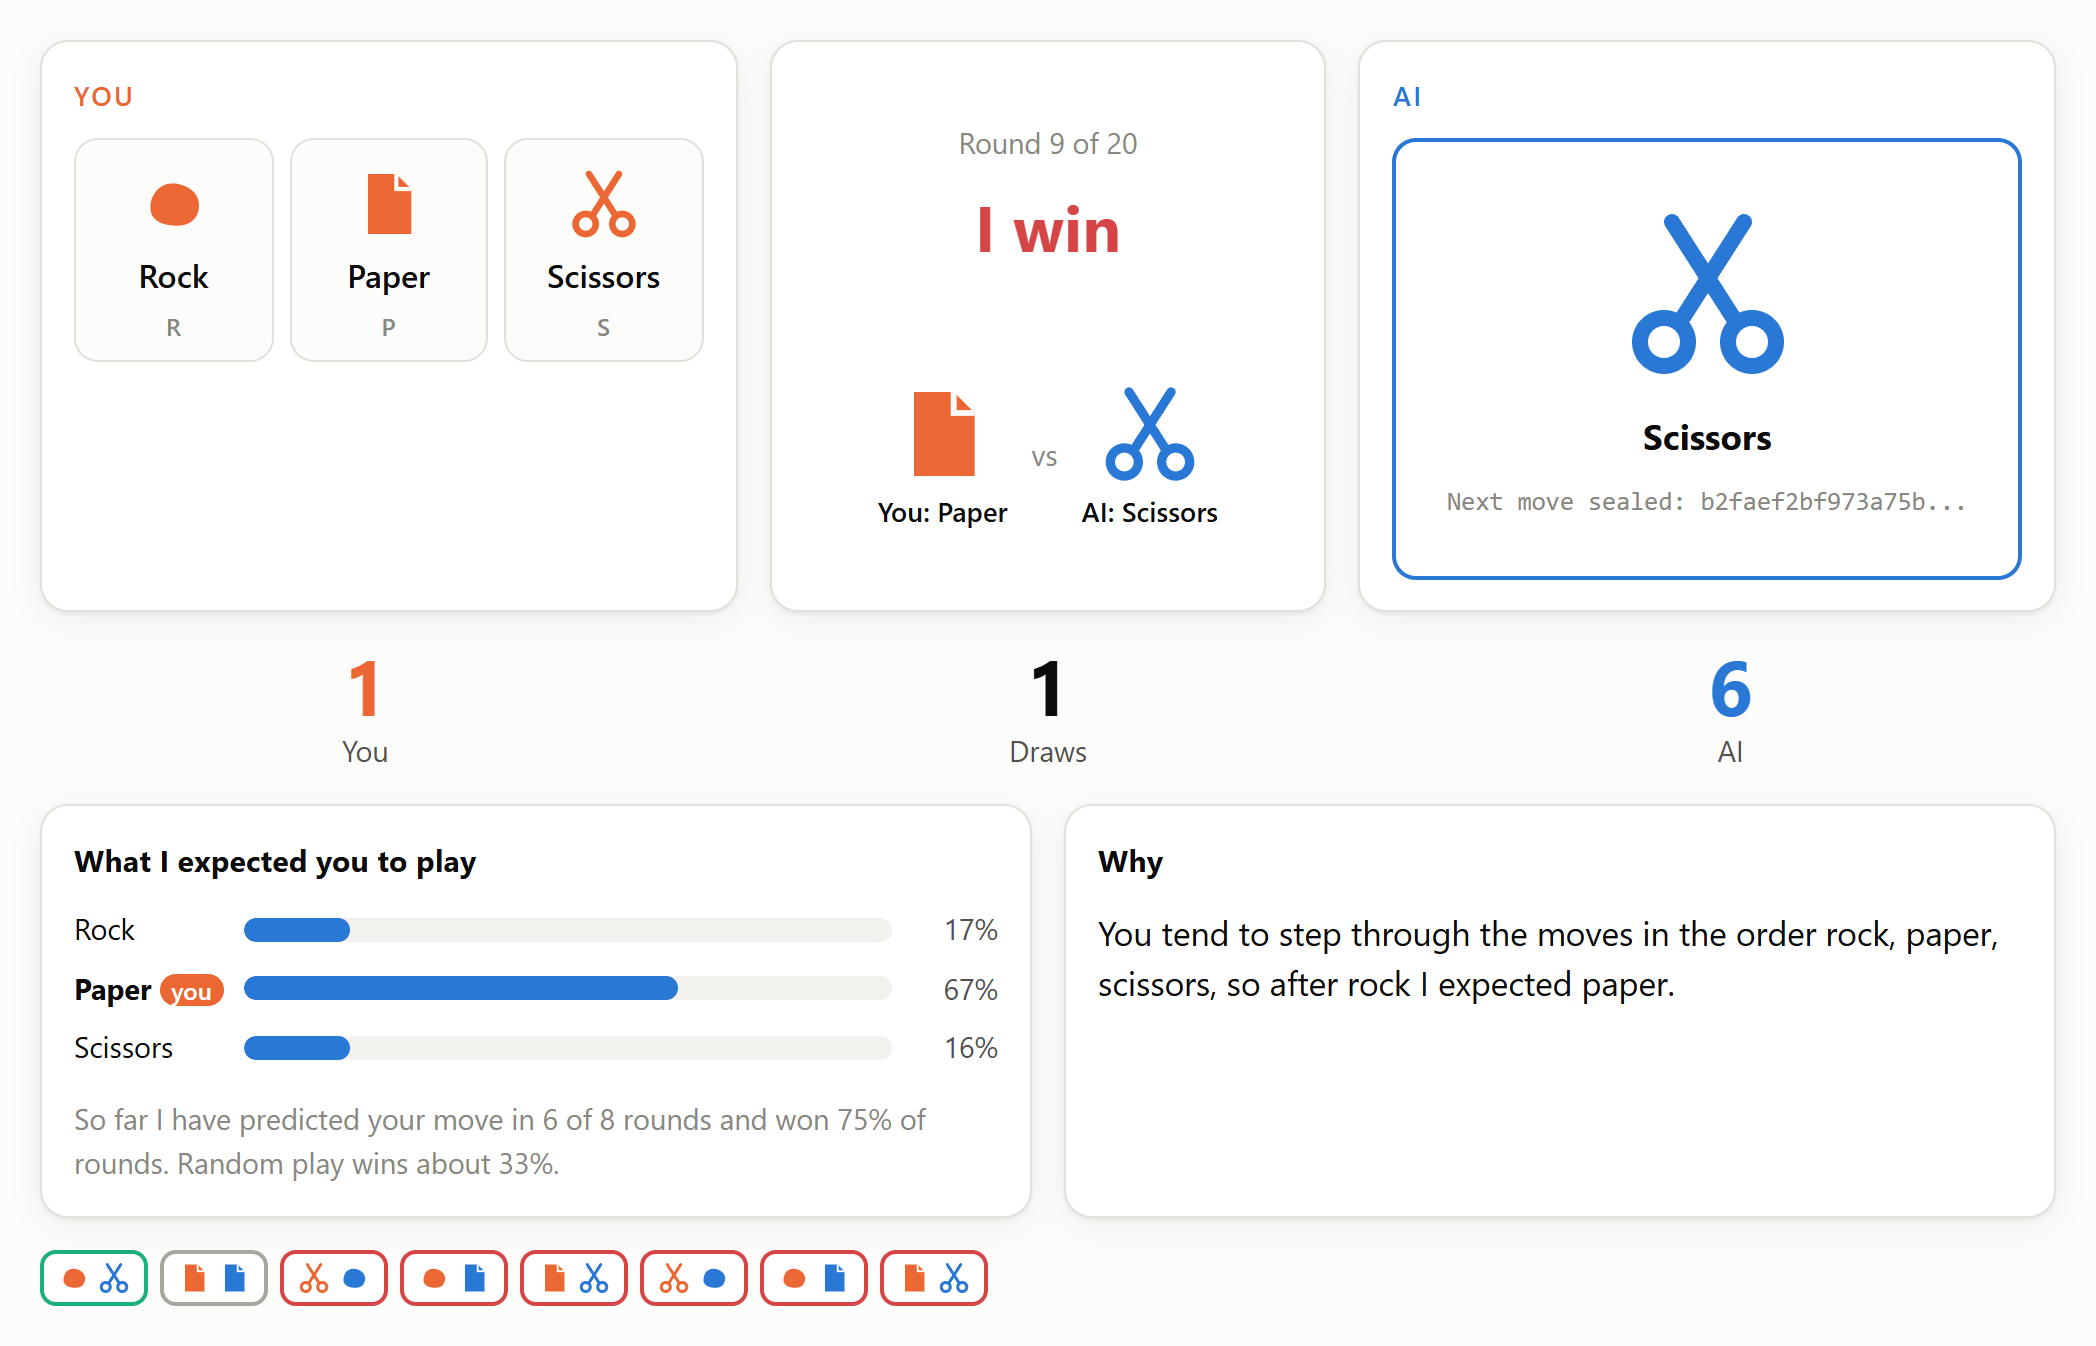 YOU
Rock
R
Paper
P
Scissors
S
Round 9 of 20
I win
vs
You: Paper
AI: Scissors
AI
Scissors
Next move sealed: b2faef2bf973a75b...
1
You
1
Draws
6
AI
What I expected you to play
Rock 17%
Paper you 67%
Scissors 16%
So far I have predicted your move in 6 of 8 rounds and won 75% of
rounds. Random play wins about 33%.
Why
You tend to step through the moves in the order rock, paper,
scissors, so after rock I expected paper.